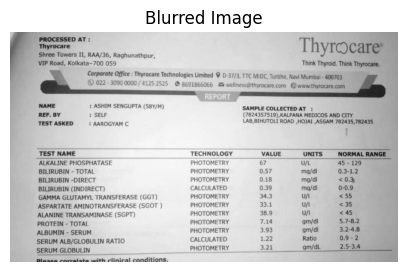 Blurred Image
PROCESSED AT :
Thyrocare
Shree Towers II, RAA/36, Raghunathpur,
VIP Road, Kolkata-700 059
Thyrocare®
Think Thyroid. Think Thyrocare.
Corporate Office : Thyrocare Technologies Limited D-37/3, TTC MIDC, Turbhe, Navi Mumbai - 400703
022 - 3090 0000 / 4125 2525 8691866066 wellness@thyrocare.com www.thyrocare.com
REPORT
NAME : ASHIM SENGUPTA (58Y/M)
REF. BY : SELF
TEST ASKED : AAROGYAM C
SAMPLE COLLECTED AT :
(7824357519),KALPANA MEDICOS AND CITY
LAB,BIHUTOLI ROAD ,HOJAI ,ASSAM 782435,782435
TEST NAME TECHNOLOGY VALUE UNITS NORMAL RANGE
ALKALINE PHOSPHATASE PHOTOMETRY 67 U/L 45 - 129
BILIRUBIN - TOTAL PHOTOMETRY 0.57 mg/dl 0.3-1.2
BILIRUBIN -DIRECT PHOTOMETRY 0.18 mg/dl < 0.3
BILIRUBIN (INDIRECT) CALCULATED 0.39 mg/dl 0-0.9
GAMMA GLUTAMYL TRANSFERASE (GGT) PHOTOMETRY 34.3 U/l < 55
ASPARTATE AMINOTRANSFERASE (SGOT ) PHOTOMETRY 33.1 U/l < 35
ALANINE TRANSAMINASE (SGPT) PHOTOMETRY 38.9 U/l < 45
PROTEIN - TOTAL PHOTOMETRY 7.14 gm/dl 5.7-8.2
ALBUMIN - SERUM PHOTOMETRY 3.93 gm/dl 3.2-4.8
SERUM ALB/GLOBULIN RATIO CALCULATED 1.22 Ratio 0.9 - 2
SERUM GLOBULIN PHOTOMETRY 3.21 gm/dL 2.5-3.4
Please correlate with clinical conditions.